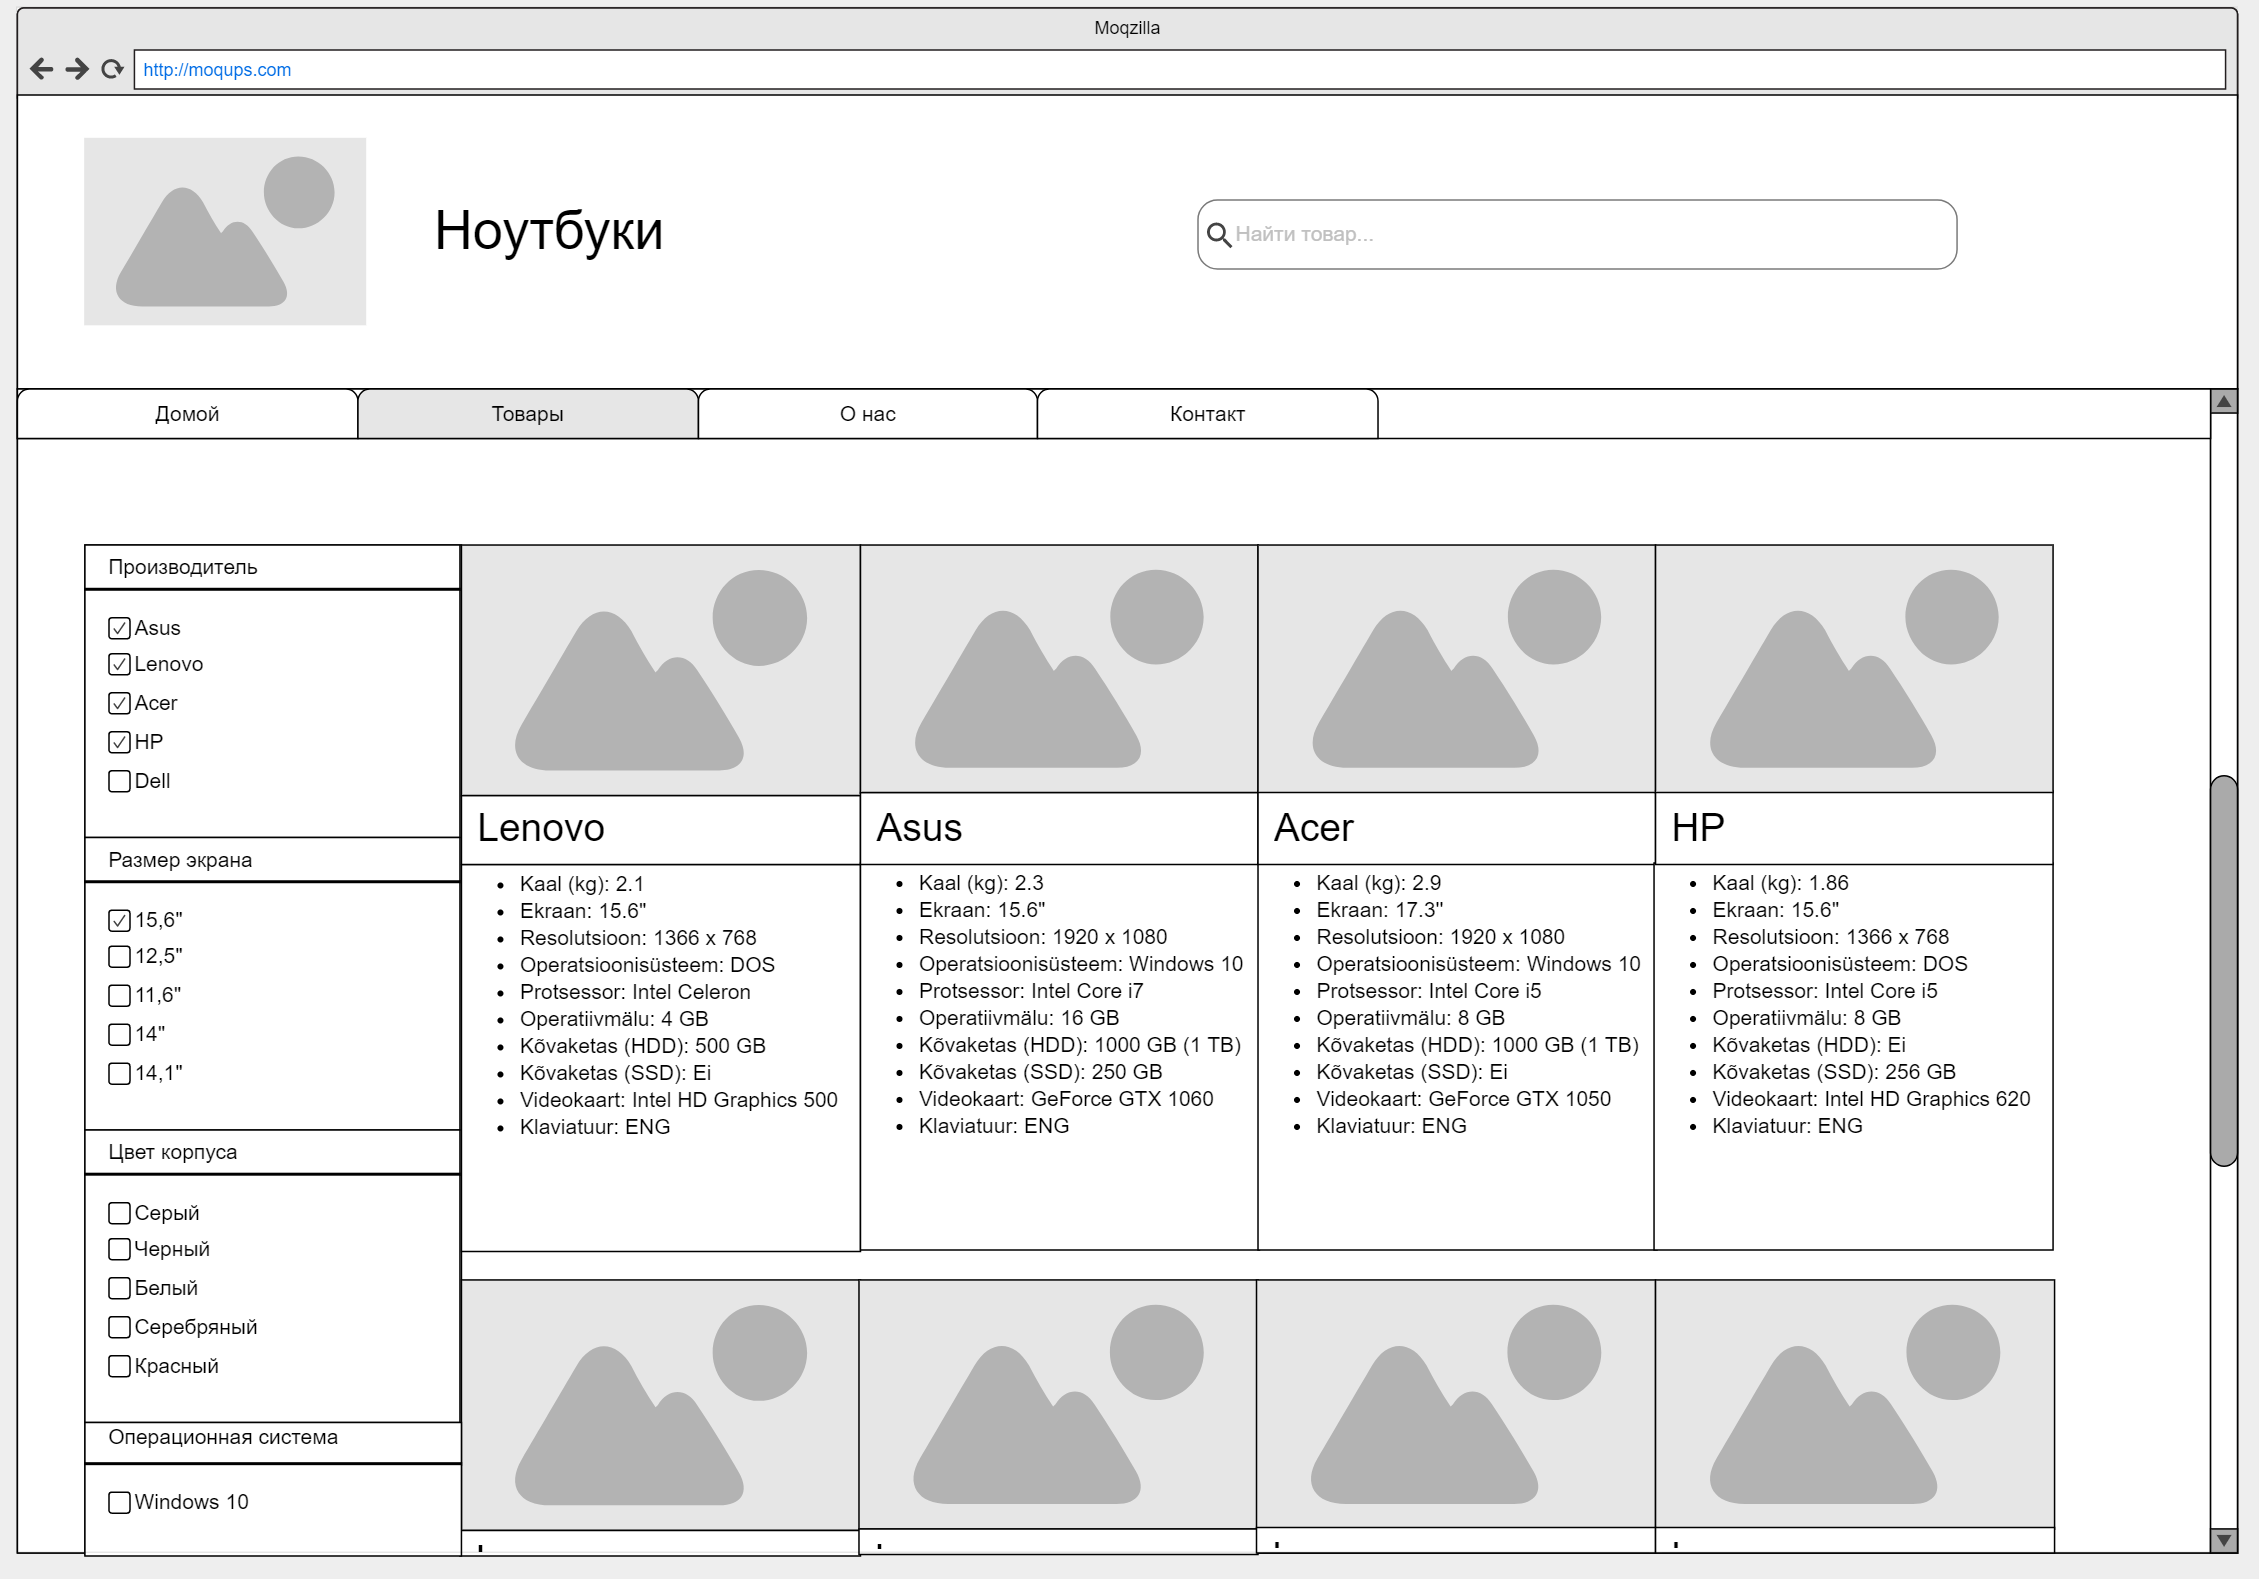 Moqzilla
http://moqups.com
Ноутбуки
Найти товар...
Домой
Товары
О нас
Контакт
Производитель
Asus
Lenovo
Acer
HP
Dell
Размер экрана
15,6"
12,5"
11,6"
14"
14,1"
Цвет корпуса
Серый
Черный
Белый
Серебряный
Красный
Операционная система
Windows 10
Lenovo
• Kaal (kg): 2.1
• Ekraan: 15.6"
• Resolutsioon: 1366 x 768
• Operatsioonisüsteem: DOS
• Protsessor: Intel Celeron
• Operatiivmälu: 4 GB
• Kõvaketas (HDD): 500 GB
• Kõvaketas (SSD): Ei
• Videokaart: Intel HD Graphics 500
• Klaviatuur: ENG
Asus
• Kaal (kg): 2.3
• Ekraan: 15.6"
• Resolutsioon: 1920 x 1080
• Operatsioonisüsteem: Windows 10
• Protsessor: Intel Core i7
• Operatiivmälu: 16 GB
• Kõvaketas (HDD): 1000 GB (1 TB)
• Kõvaketas (SSD): 250 GB
• Videokaart: GeForce GTX 1060
• Klaviatuur: ENG
Acer
• Kaal (kg): 2.9
• Ekraan: 17.3"
• Resolutsioon: 1920 x 1080
• Operatsioonisüsteem: Windows 10
• Protsessor: Intel Core i5
• Operatiivmälu: 8 GB
• Kõvaketas (HDD): 1000 GB (1 TB)
• Kõvaketas (SSD): Ei
• Videokaart: GeForce GTX 1050
• Klaviatuur: ENG
HP
• Kaal (kg): 1.86
• Ekraan: 15.6"
• Resolutsioon: 1366 x 768
• Operatsioonisüsteem: DOS
• Protsessor: Intel Core i5
• Operatiivmälu: 8 GB
• Kõvaketas (HDD): Ei
• Kõvaketas (SSD): 256 GB
• Videokaart: Intel HD Graphics 620
• Klaviatuur: ENG